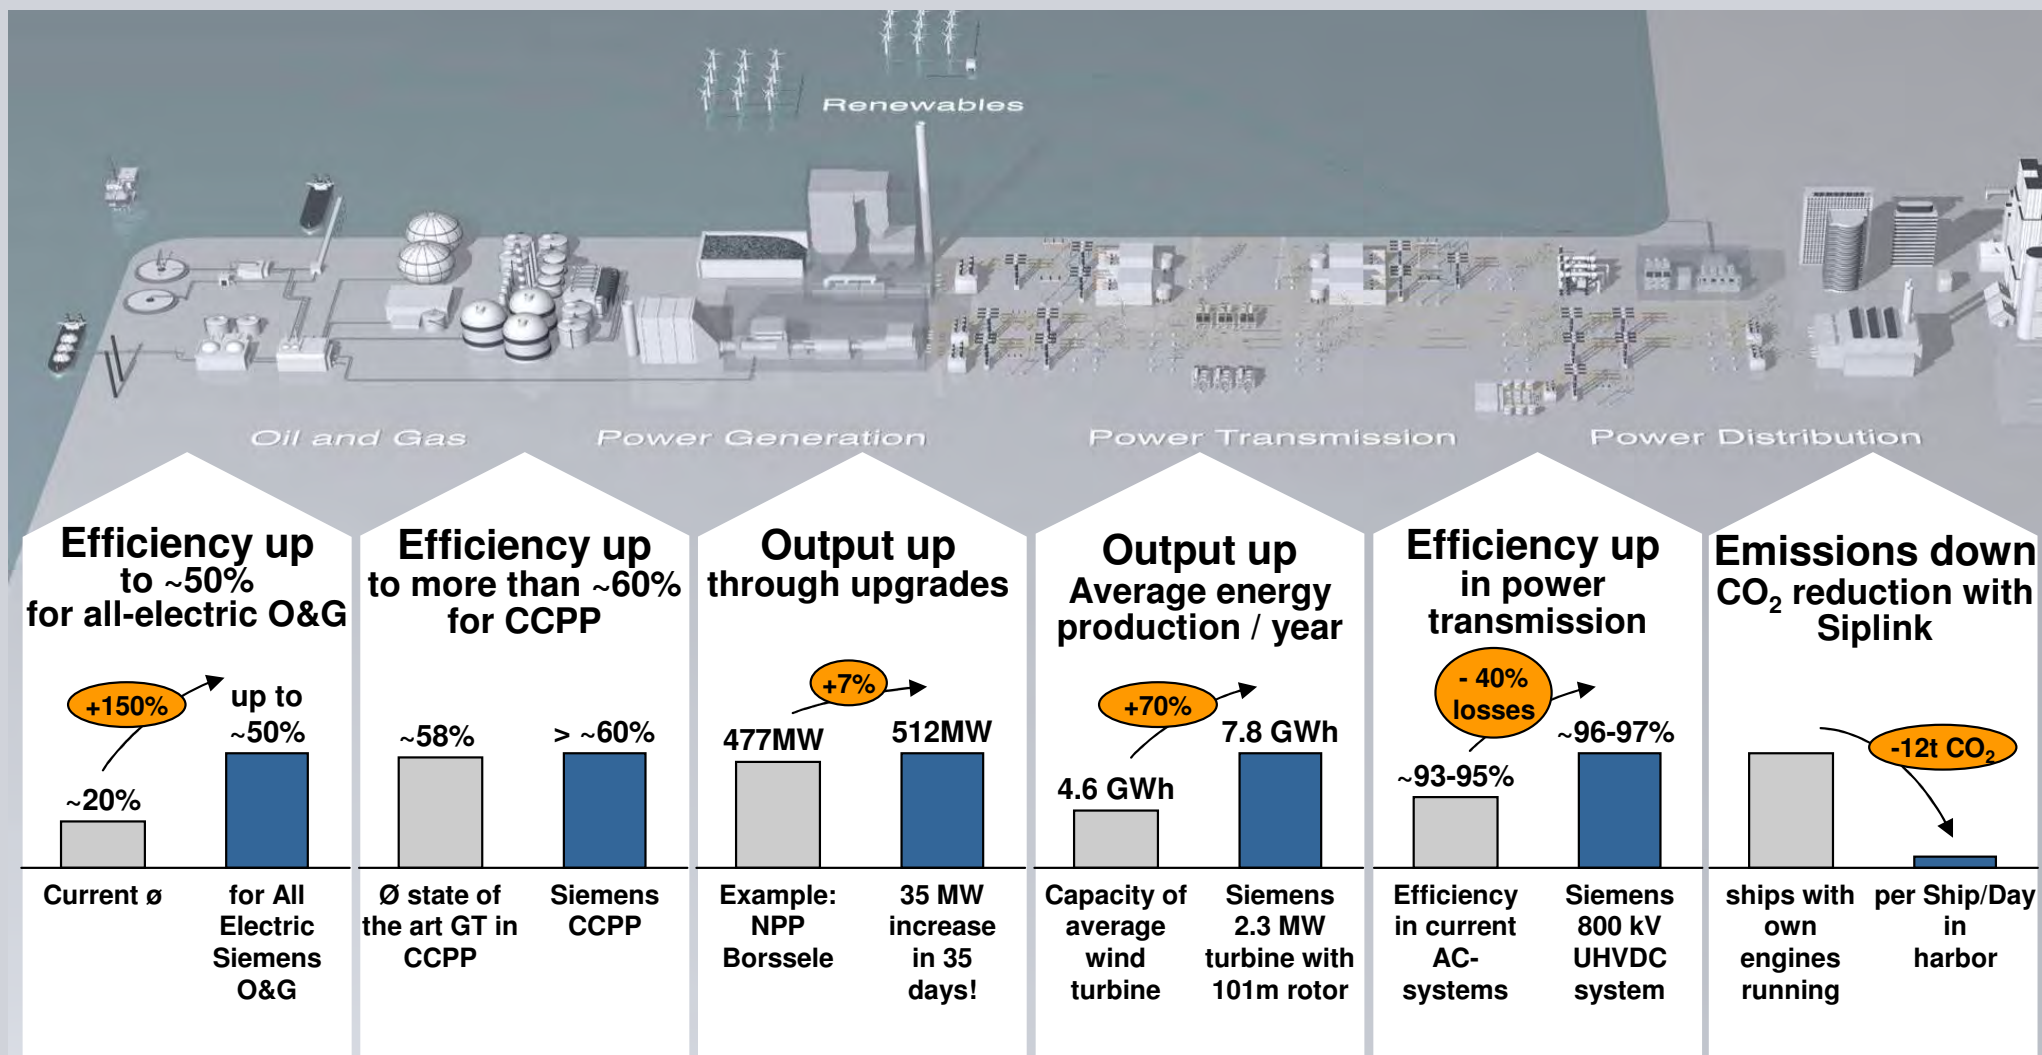 Renewables
Oil and Gas
Power Generation
Power Transmission
Power Distribution
Efficiency up
to ~50%
for all-electric O&G
+150%
up to
~50%
~20%
Current ø
for All
Electric
Siemens
O&G
Efficiency up
to more than ~60%
for CCPP
~58%
> ~60%
Ø state of
the art GT in
CCPP
Siemens
CCPP
Output up
through upgrades
+7%
477MW
512MW
Example:
NPP
Borssele
35 MW
increase
in 35
days!
Output up
Average energy
production / year
+70%
7.8 GWh
4.6 GWh
Capacity of
average
wind
turbine
Siemens
2.3 MW
turbine with
101m rotor
Efficiency up
in power
transmission
- 40%
losses
~96-97%
~93-95%
Efficiency
in current
AC-
systems
Siemens
800 kV
UHVDC
system
Emissions down
CO₂ reduction with
Siplink
-12t CO₂
ships with
own
engines
running
per Ship/Day
in
harbor